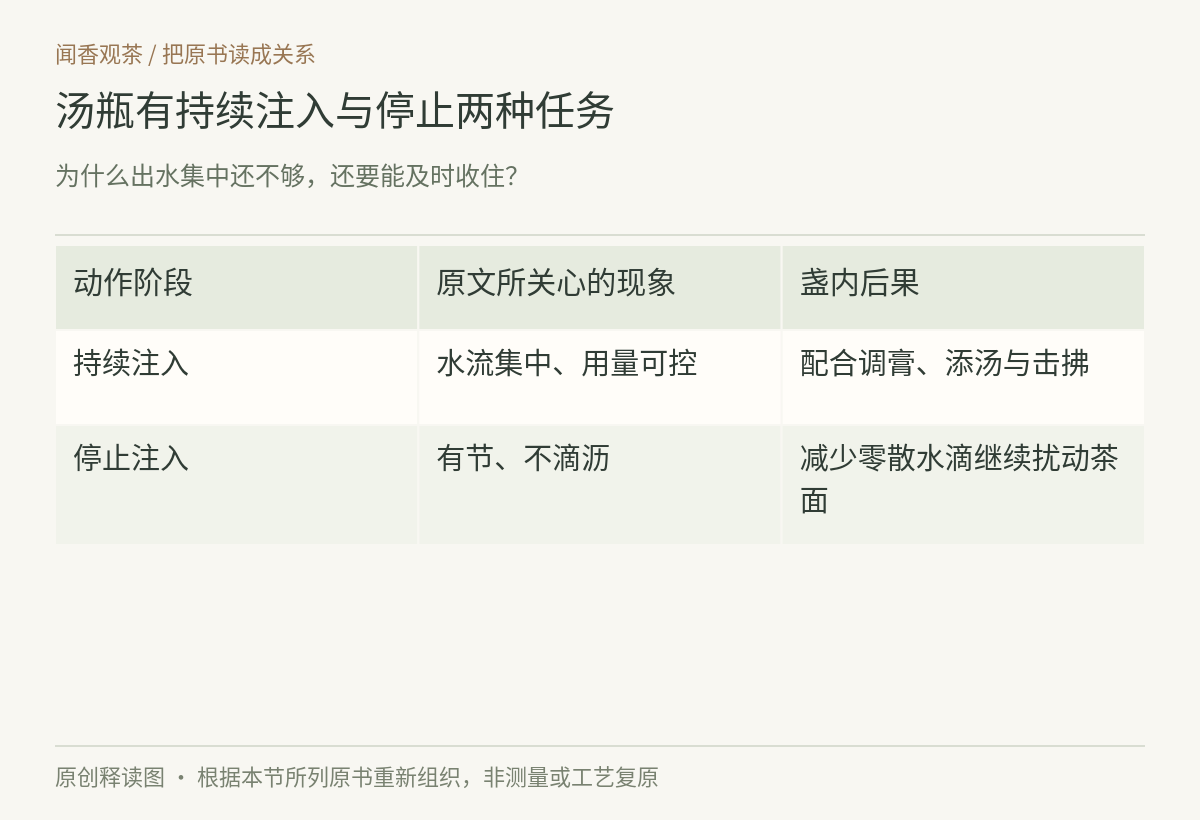 闻香观茶 / 把原书读成关系
汤瓶有持续注入与停止两种任务
为什么出水集中还不够，还要能及时收住？
动作阶段 原文所关心的现象 盏内后果
持续注入 水流集中、用量可控 配合调膏、添汤与击拂
停止注入 有节、不滴沥 减少零散水滴继续扰动茶
面
原创释读图 · 根据本节所列原书重新组织，非测量或工艺复原